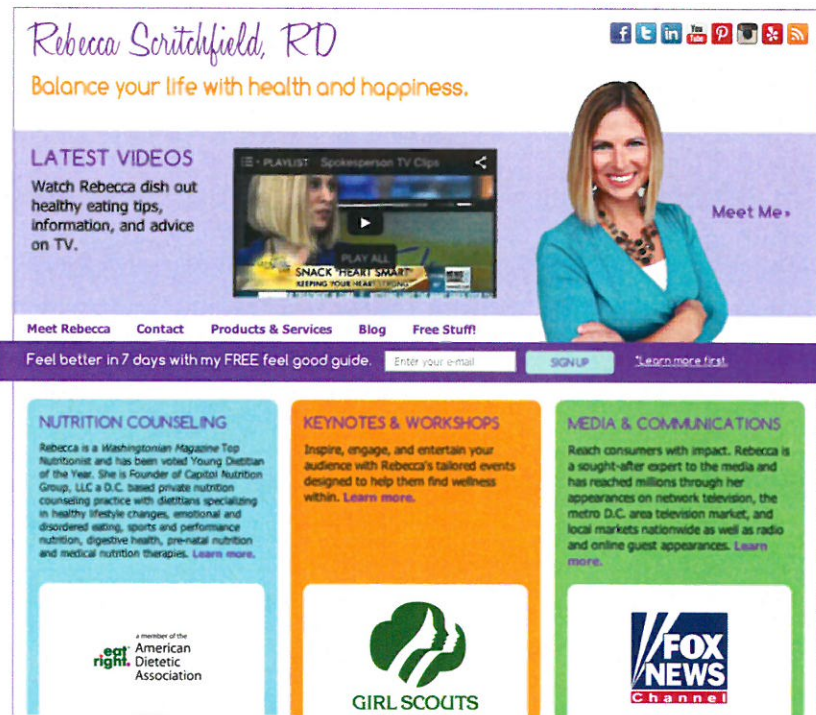 Rebecca Scritchfield, RD
Balance your life with health and happiness.
f t in You Tube P
LATEST VIDEOS
Watch Rebecca dish out
healthy eating tips,
information, and advice
on TV.
PLAYLIST Spokesperson TV Clips
PLAY ALL
SNACK "HEART SMART"
KEEPING YOUR HEART STRONG
NEWS
Meet Me »
Meet Rebecca Contact Products & Services Blog Free Stuff!
Feel better in 7 days with my FREE feel good guide. Enter your e-mail SIGN UP *Learn more first.
NUTRITION COUNSELING
Rebecca is a Washingtonian Magazine Top
Nutritionist and has been voted Young Dietitian
of the Year. She is Founder of Capitol Nutrition
Group, LLC a D.C. based private nutrition
counseling practice with dietitians specializing
in healthy lifestyle changes, emotional and
disordered eating, sports and performance
nutrition, digestive health, pre-natal nutrition
and medical nutrition therapies. Learn more.
a member of the
eat right. American
Dietetic
Association
KEYNOTES & WORKSHOPS
Inspire, engage, and entertain your
audience with Rebecca's tailored events
designed to help them find wellness
within. Learn more.
GIRL SCOUTS
MEDIA & COMMUNICATIONS
Reach consumers with impact. Rebecca is
a sought-after expert to the media and
has reached millions through her
appearances on network television, the
metro D.C. area television market, and
local markets nationwide as well as radio
and online guest appearances. Learn
more.
FOX
NEWS
Channel